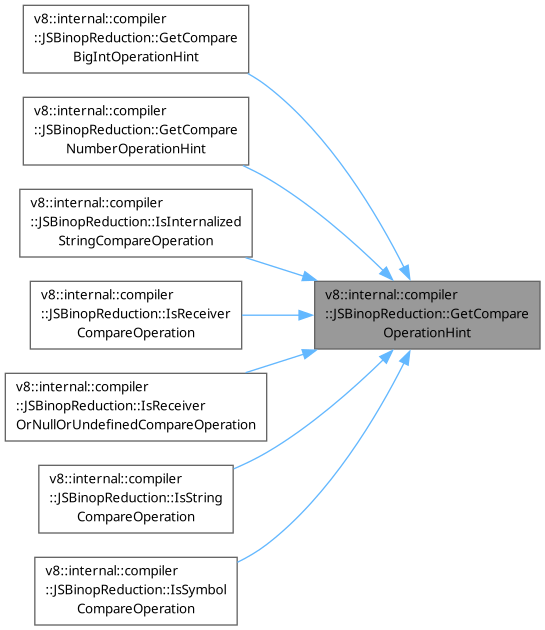 v8::internal::compiler
::JSBinopReduction::GetCompare
BigIntOperationHint
v8::internal::compiler
::JSBinopReduction::GetCompare
NumberOperationHint
v8::internal::compiler
::JSBinopReduction::IsInternalized
StringCompareOperation
v8::internal::compiler
::JSBinopReduction::IsReceiver
CompareOperation
v8::internal::compiler
::JSBinopReduction::GetCompare
OperationHint
v8::internal::compiler
::JSBinopReduction::IsReceiver
OrNullOrUndefinedCompareOperation
v8::internal::compiler
::JSBinopReduction::IsString
CompareOperation
v8::internal::compiler
::JSBinopReduction::IsSymbol
CompareOperation